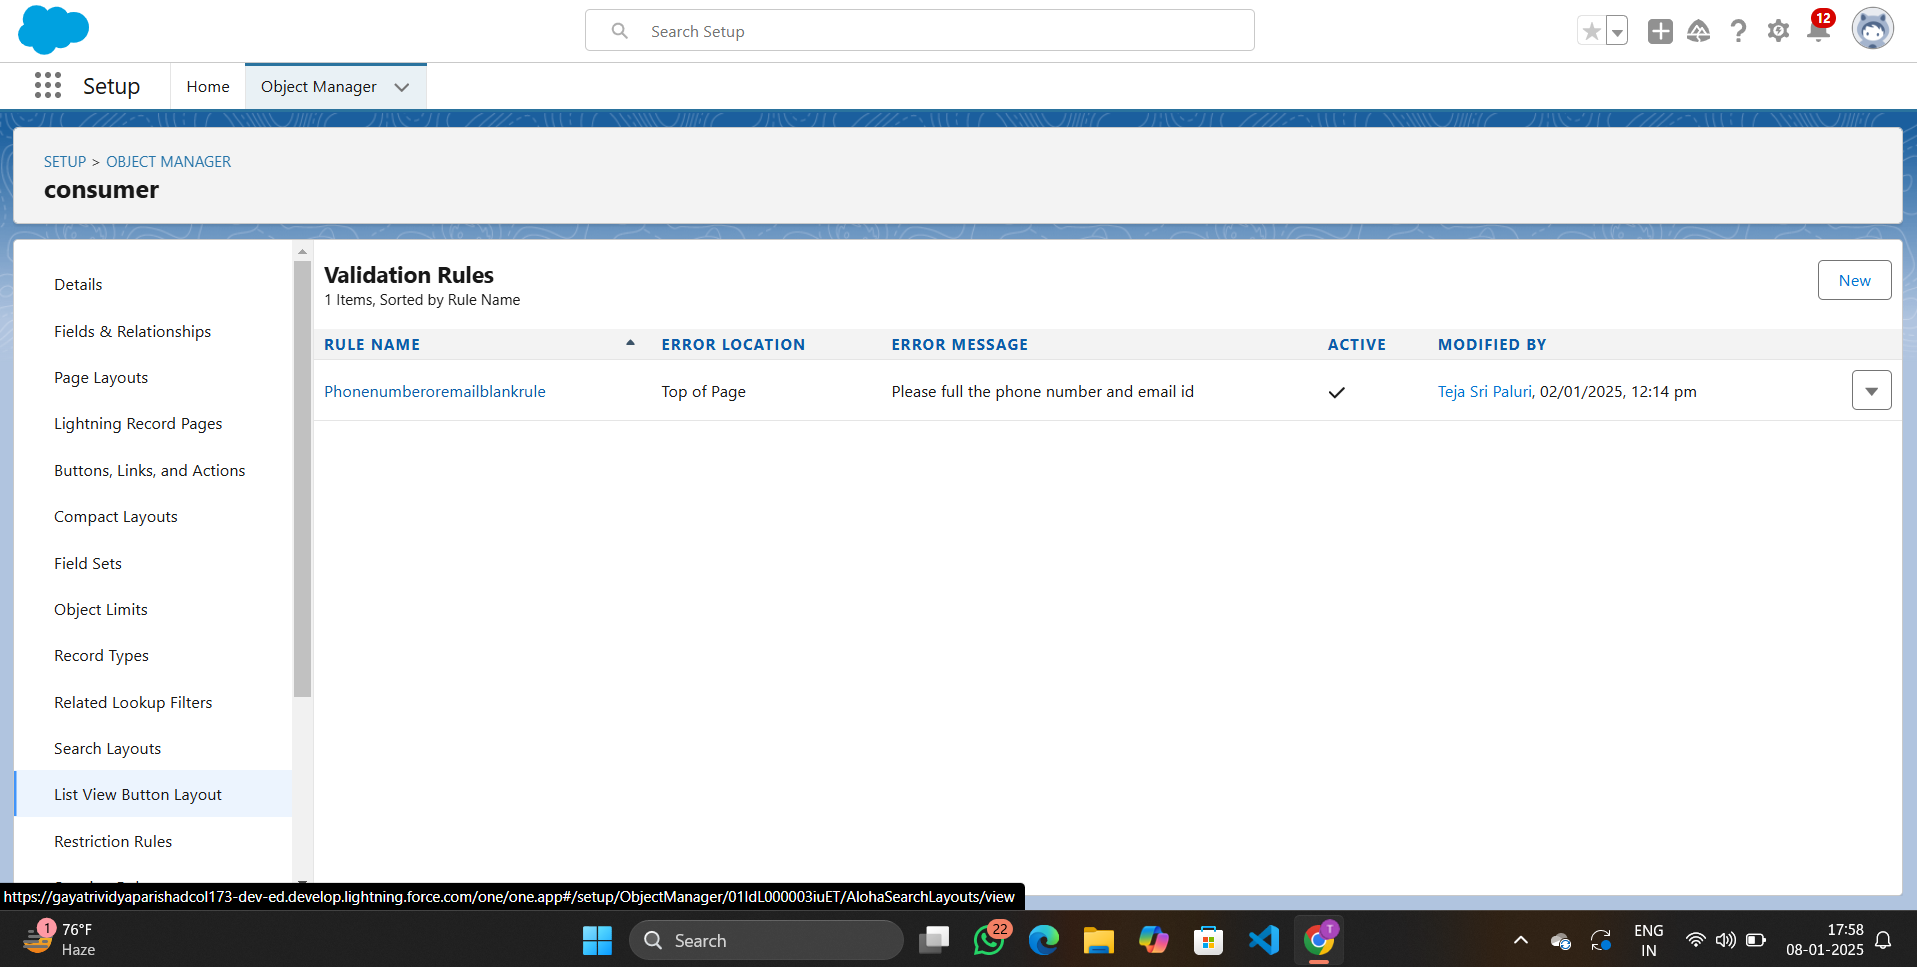 Search Setup
12
Setup
Home
Object Manager
SETUP > OBJECT MANAGER
consumer
Details
Fields & Relationships
Page Layouts
Lightning Record Pages
Buttons, Links, and Actions
Compact Layouts
Field Sets
Object Limits
Record Types
Related Lookup Filters
Search Layouts
List View Button Layout
Restriction Rules
Validation Rules
1 Items, Sorted by Rule Name
New
RULE NAME ERROR LOCATION ERROR MESSAGE ACTIVE MODIFIED BY
Phonenumberoremailblankrule Top of Page Please full the phone number and email id Teja Sri Paluri, 02/01/2025, 12:14 pm
https://gayatrividyaparishadcol173-dev-ed.develop.lightning.force.com/one/one.app#/setup/ObjectManager/01IdL000003iuET/AlohaSearchLayouts/view
1
76°F
Haze
Search
22
T
ENG
IN
17:58
08-01-2025